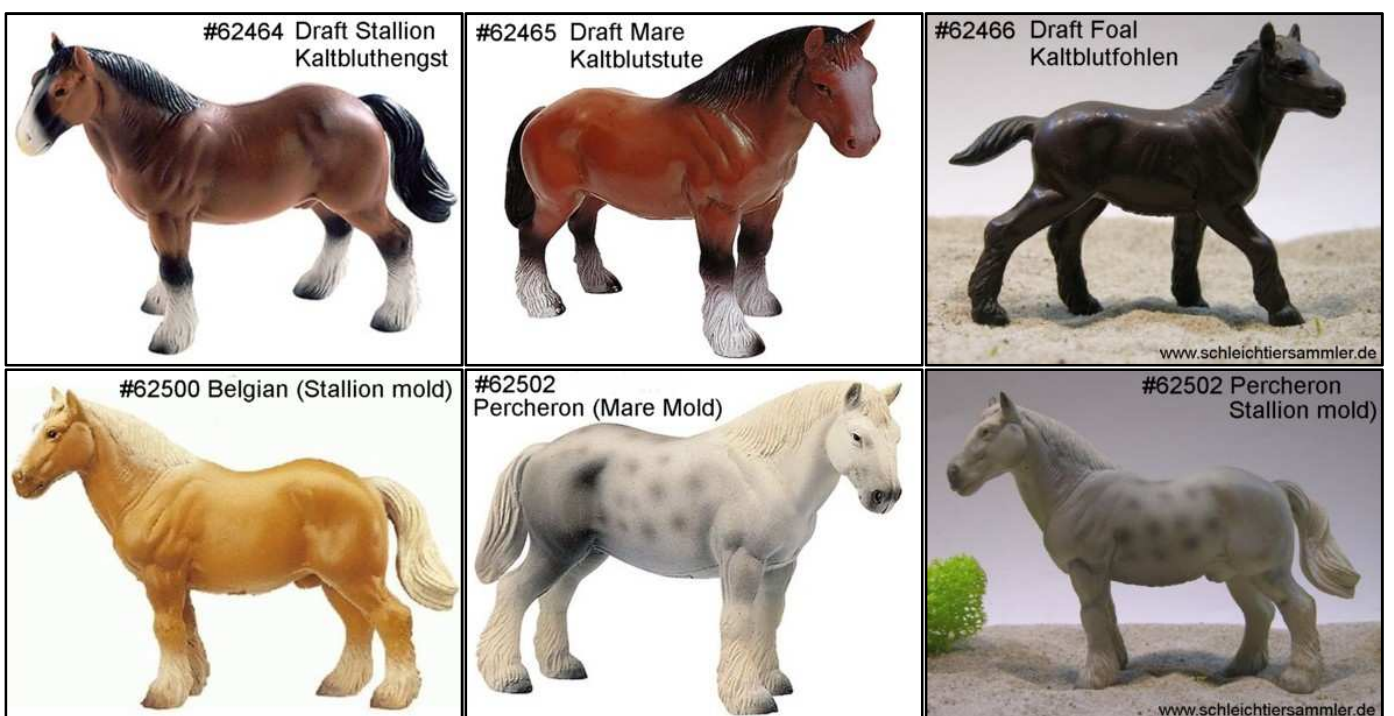 #62464 Draft Stallion
Kaltbluthengst
#62465 Draft Mare
Kaltblutstute
#62466 Draft Foal
Kaltblutfohlen
www.schleichtiersammler.de
#62500 Belgian (Stallion mold)
#62502
Percheron (Mare Mold)
#62502 Percheron
Stallion mold)
www.schleichtiersammler.de